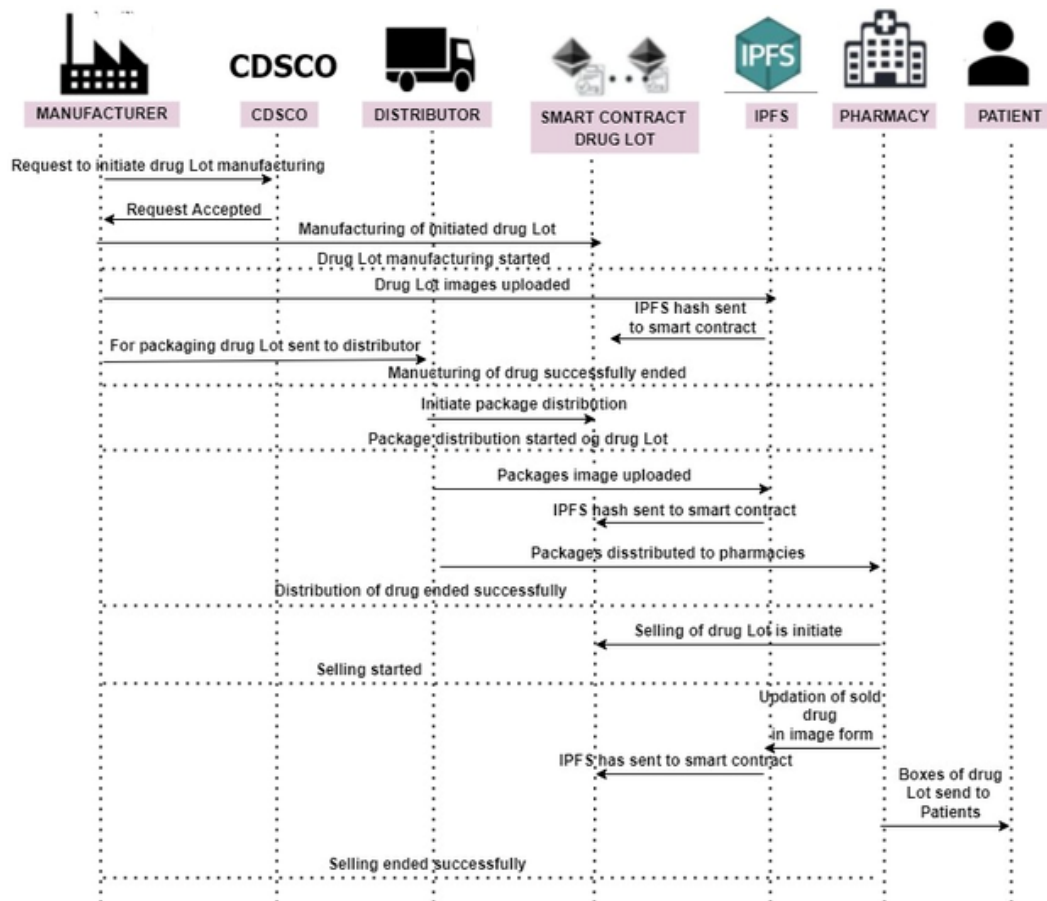 CDSCO
IPFS
MANUFACTURER
CDSCO
DISTRIBUTOR
SMART CONTRACT
DRUG LOT
IPFS
PHARMACY
PATIENT
Request to initiate drug Lot manufacturing
Request Accepted
Manufacturing of initiated drug Lot
Drug Lot manufacturing started
Drug Lot images uploaded
IPFS hash sent
to smart contract
For packaging drug Lot sent to distributor
Manucturing of drug successfully ended
Initiate package distribution
Package distribution started og drug Lot
Packages image uploaded
IPFS hash sent to smart contract
Packages disstributed to pharmacies
Distribution of drug ended successfully
Selling of drug Lot is initiate
Selling started
Updation of sold
drug
in image form
IPFS has sent to smart contract
Boxes of drug
Lot send to
Patients
Selling ended successfully